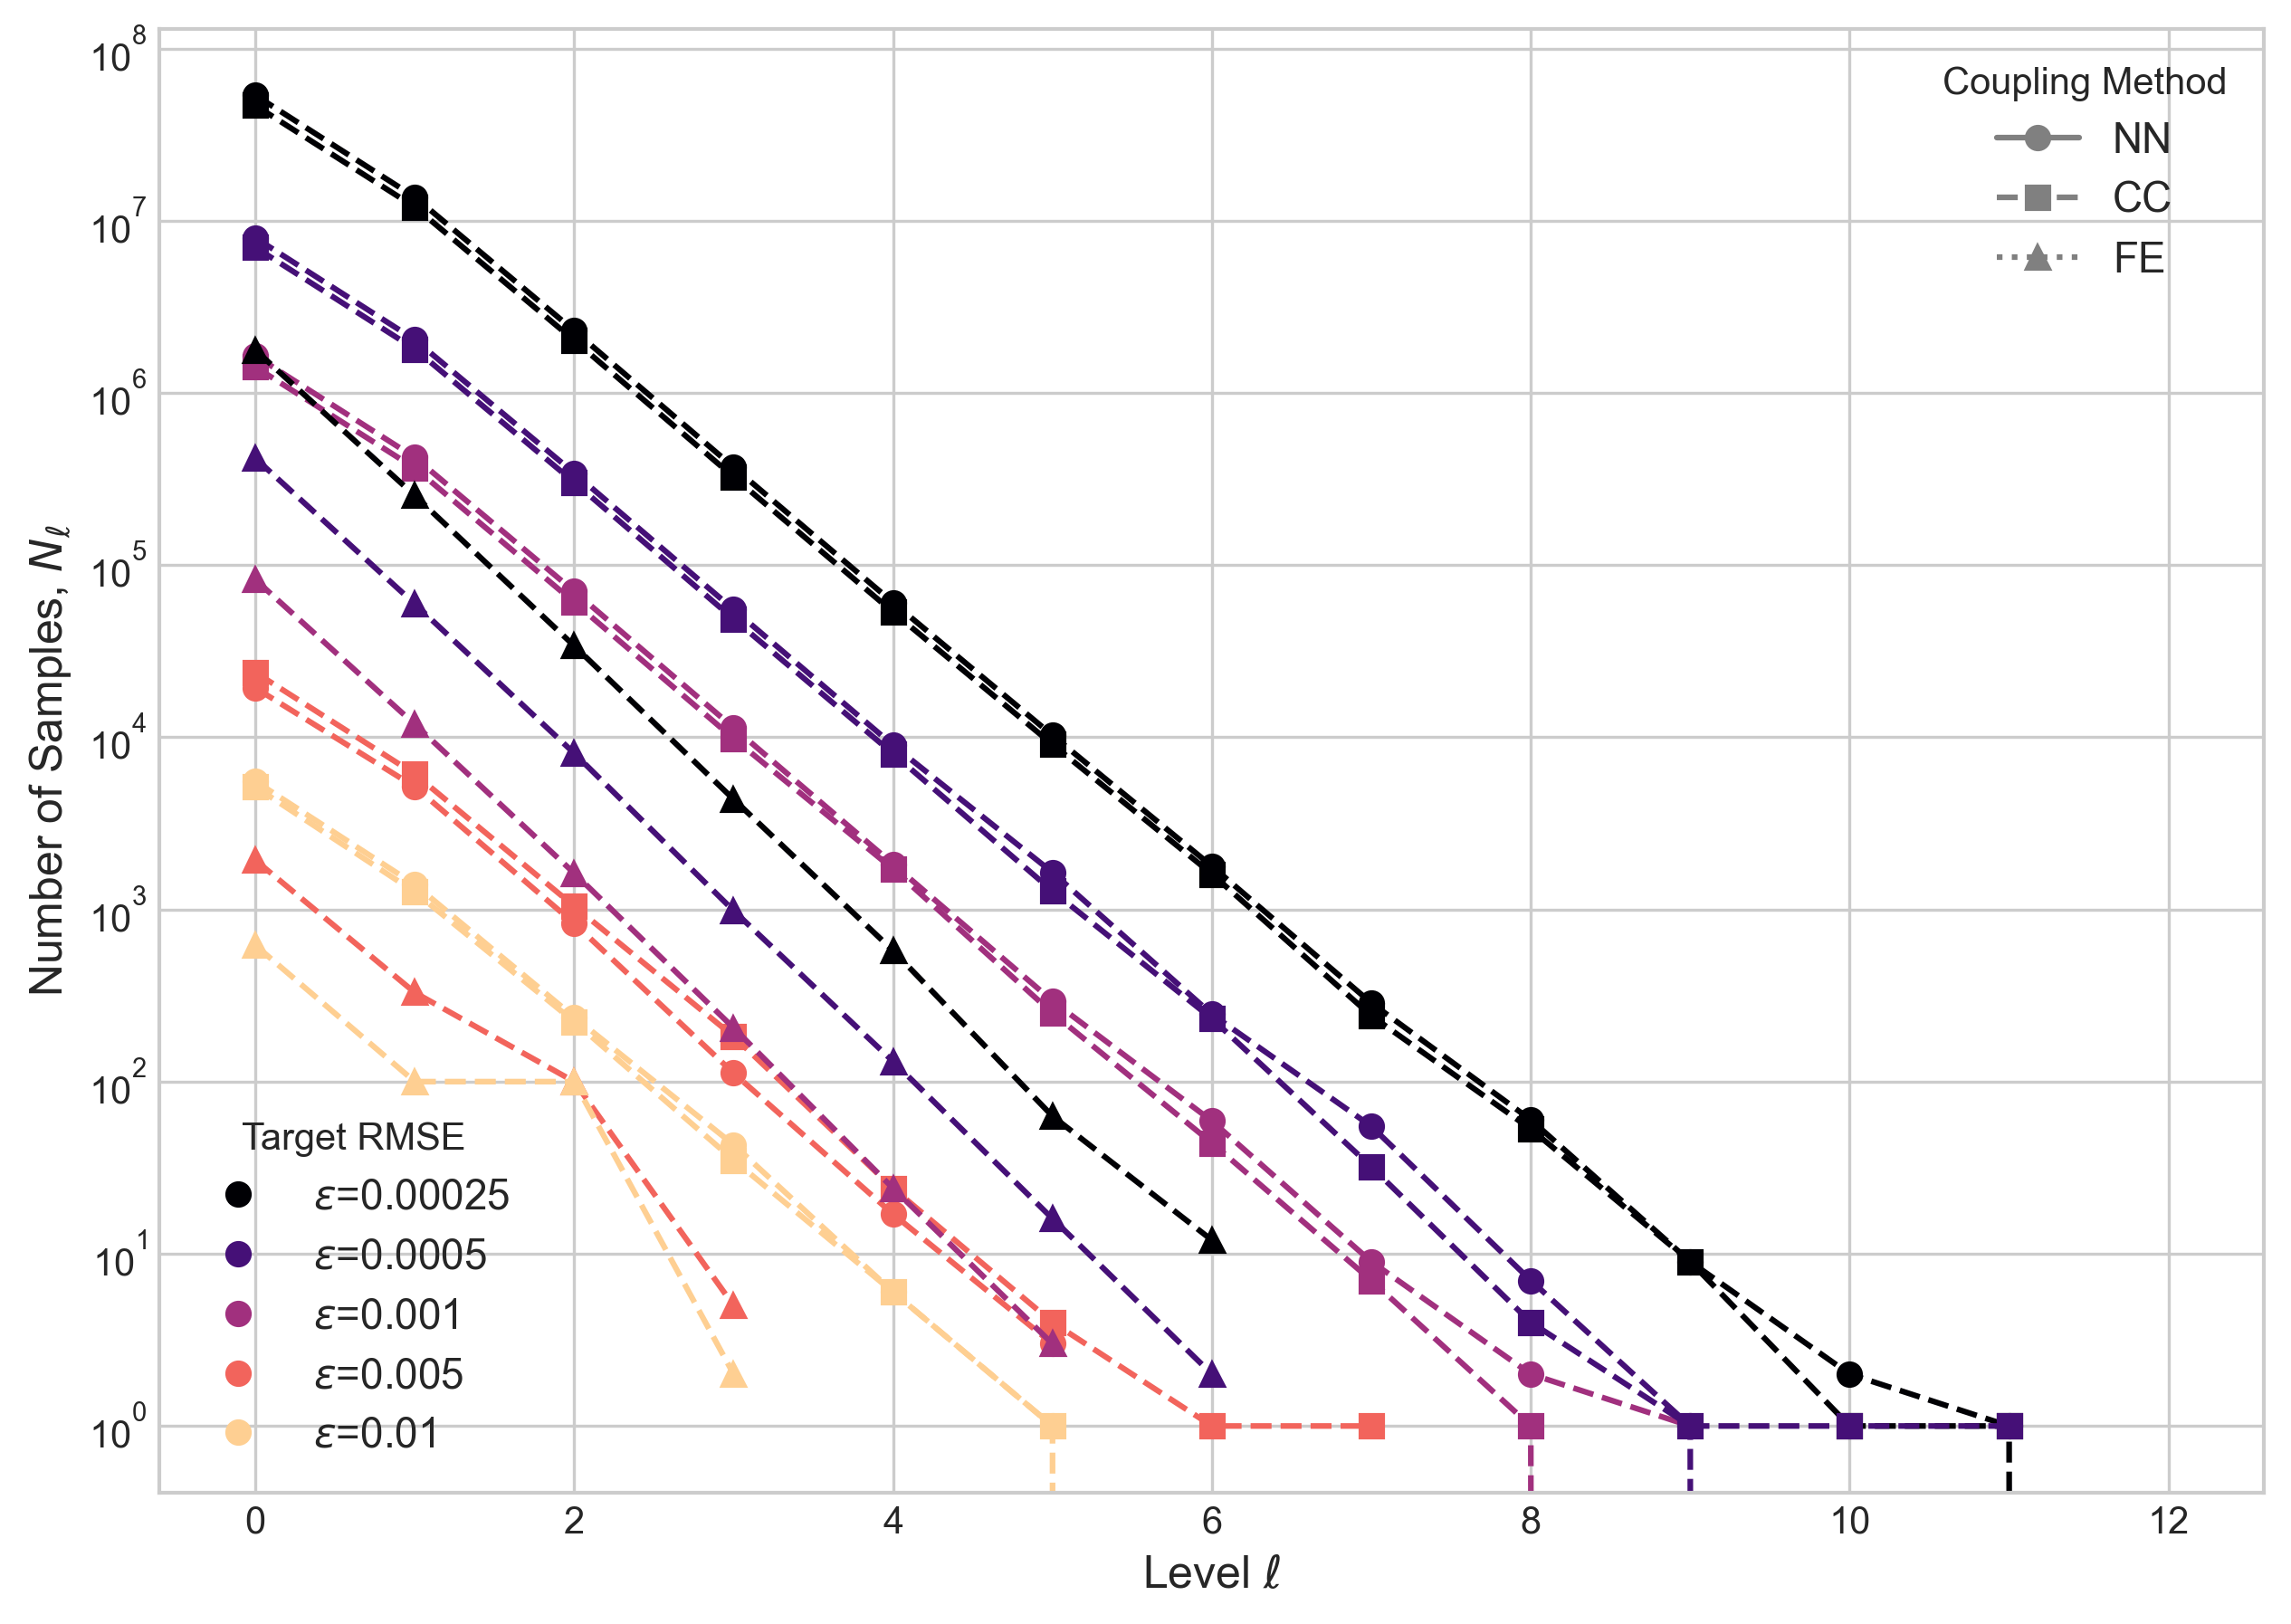 10^8
10^7
10^6
10^5
10^4
10^3
10^2
10^1
10^0
Number of Samples, N_ℓ
Coupling Method
NN
CC
FE
Target RMSE
ε=0.00025
ε=0.0005
ε=0.001
ε=0.005
ε=0.01
0 2 4 6 8 10 12
Level ℓ